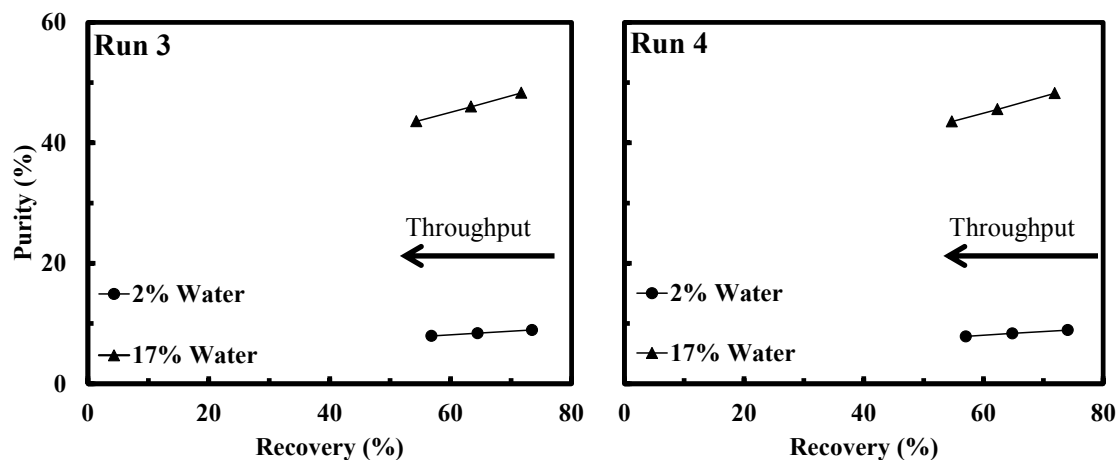 Run 3
60
40
20
0
Purity (%)
Throughput
2% Water
17% Water
0 20 40 60 80
Recovery (%)
Run 4
Throughput
2% Water
17% Water
0 20 40 60 80
Recovery (%)